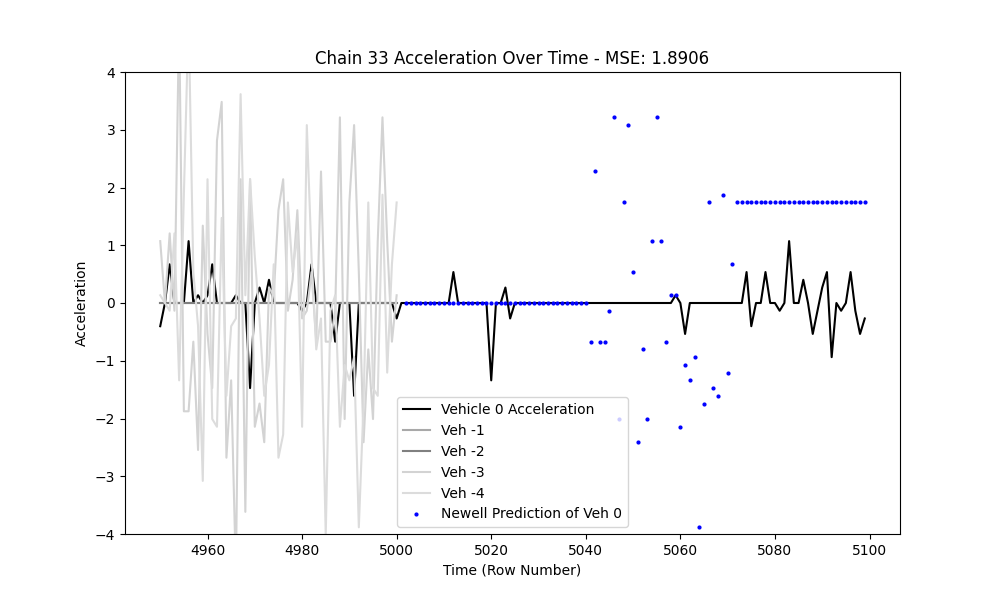 Chain 33 Acceleration Over Time - MSE: 1.8906
4
3
2
1
0
−1
−2
−3
−4
Acceleration
Vehicle 0 Acceleration
Veh -1
Veh -2
Veh -3
Veh -4
Newell Prediction of Veh 0
4960 4980 5000 5020 5040 5060 5080 5100
Time (Row Number)